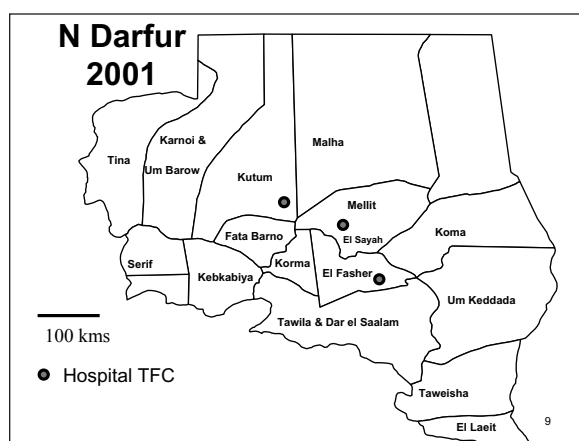 N Darfur
2001
Karnoi &
Um Barow
Tina
Malha
Kutum
Mellit
Fata Barno
El Sayah
Koma
Serif
Kebkabiya
Korma
El Fasher
Um Keddada
Tawila & Dar el Saalam
100 kms
Hospital TFC
Taweisha
El Laeit
9